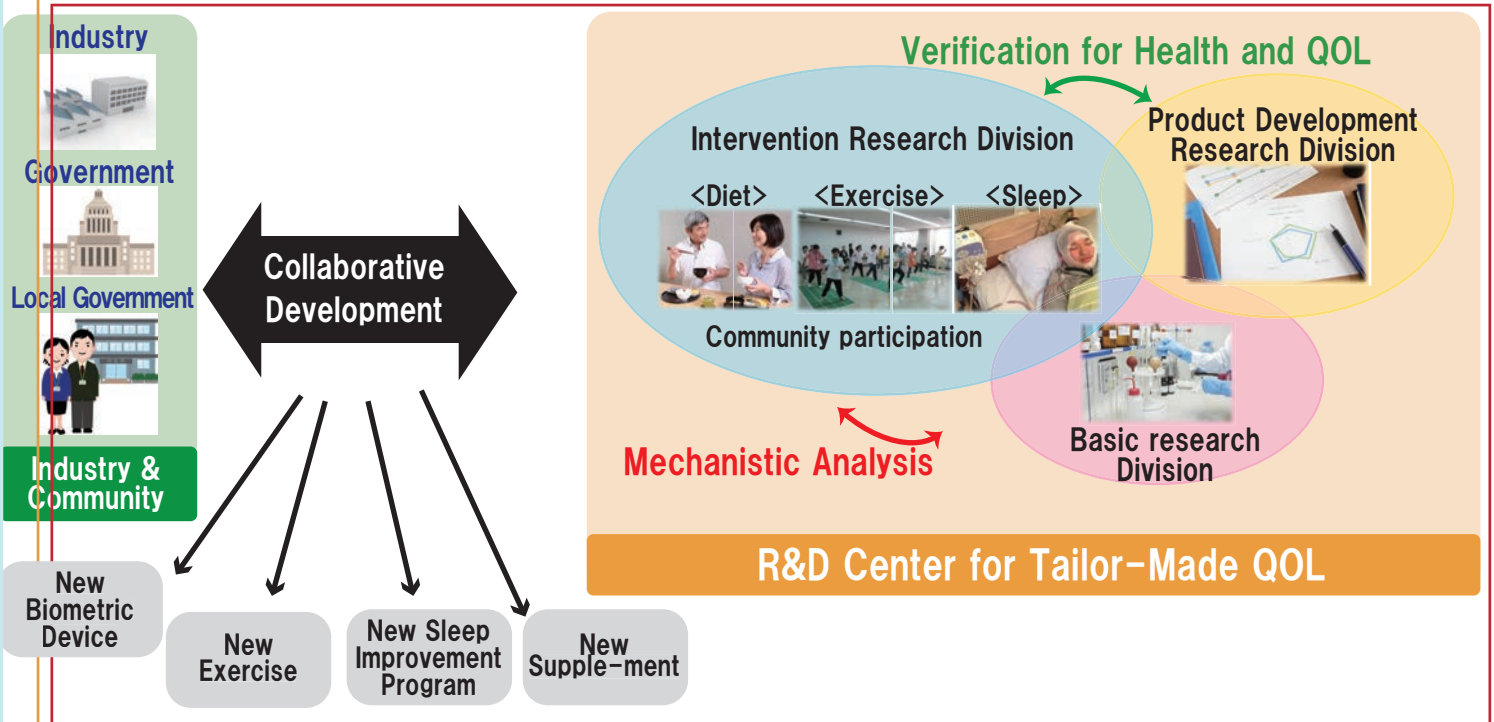 Industry
Government
Local Government
Industry &
Community
Collaborative
Development
New
Biometric
Device
New
Exercise
New Sleep
Improvement
Program
New
Supple-ment
Verification for Health and QOL
Intervention Research Division
<Diet>
<Exercise>
<Sleep>
Community participation
Product Development
Research Division
Mechanistic Analysis
Basic research
Division
R&D Center for Tailor-Made QOL